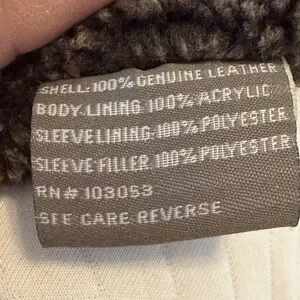 SHELL:100% GENUINE LEATHER
BODY LINING: 100% ACRYLIC
SLEEVE LINING: 100% POLYESTER
SLEEVE FILLER 100% POLYESTER
RN# 103053
SEE CARE REVERSE